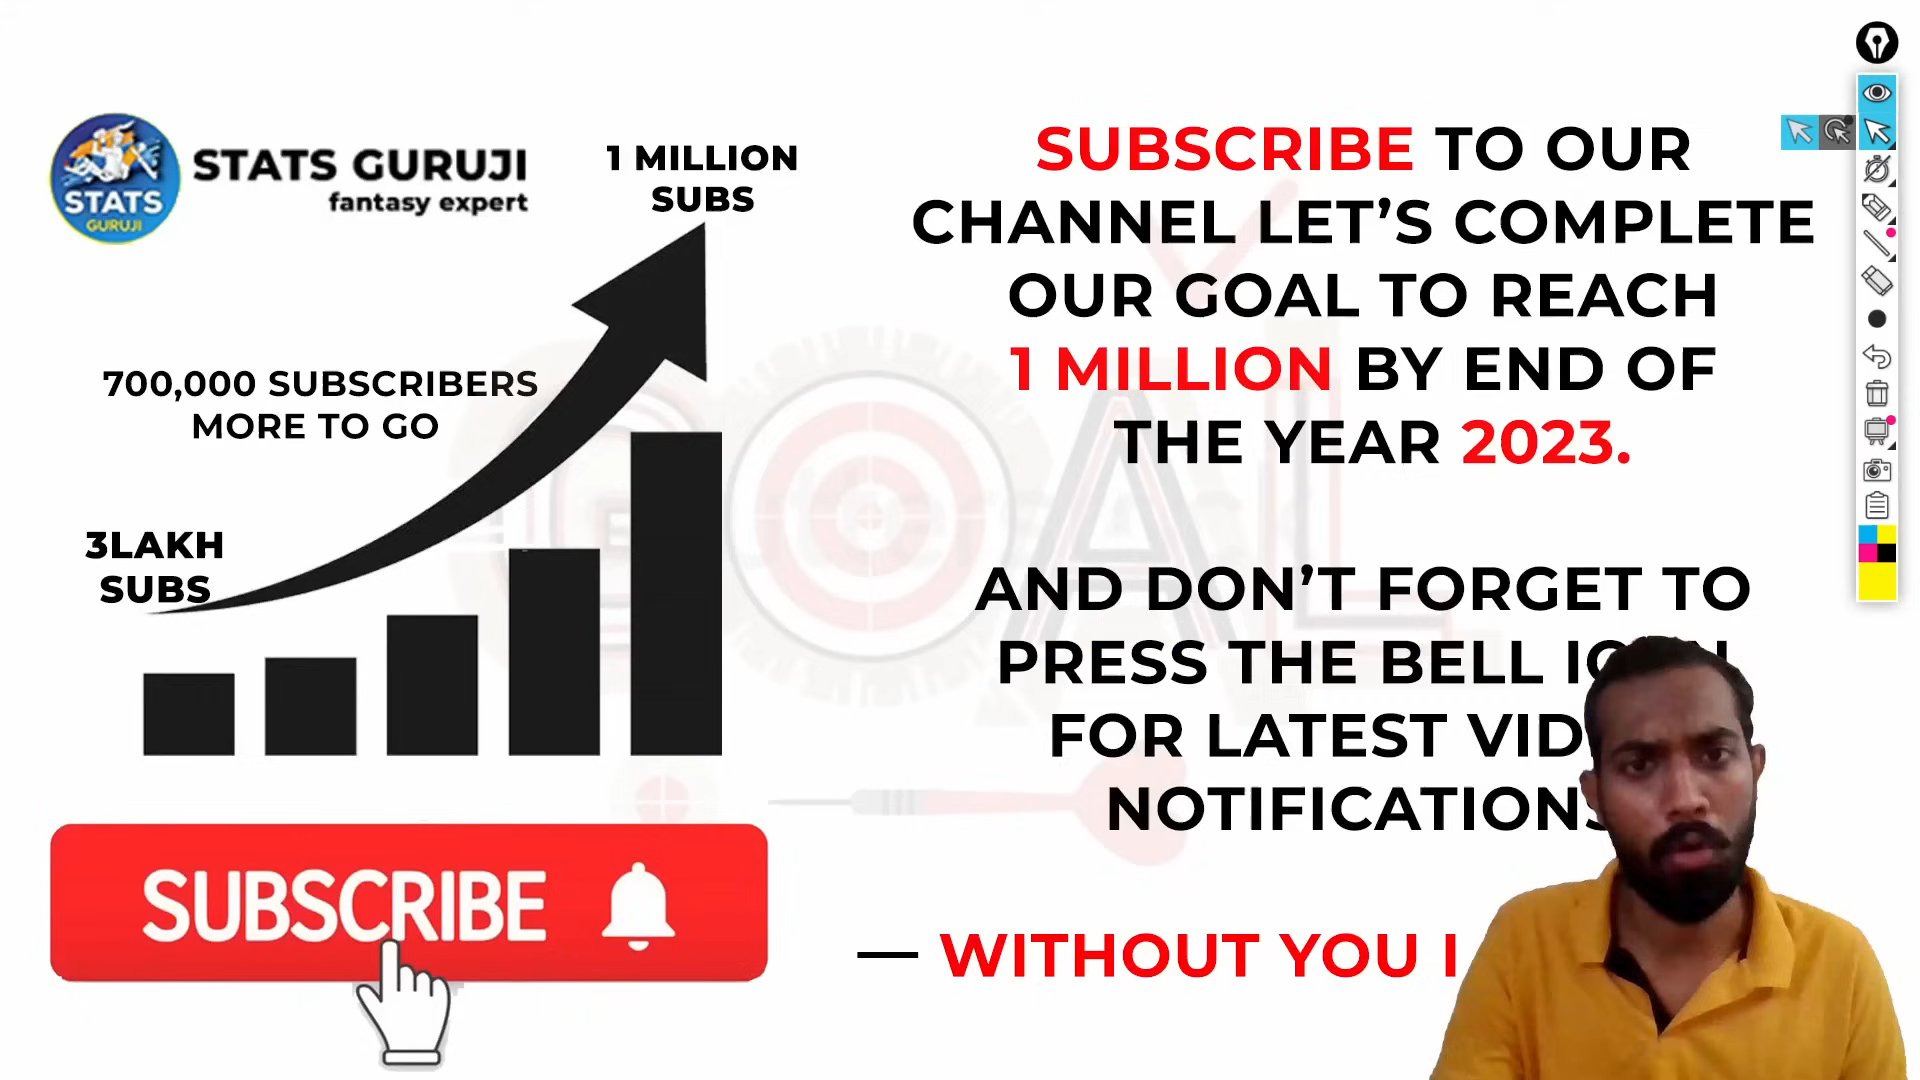 STATS GURUJI
fantasy expert
STATS
GURUJI
1 MILLION
SUBS
700,000 SUBSCRIBERS
MORE TO GO
3LAKH
SUBS
SUBSCRIBE
SUBSCRIBE TO OUR
CHANNEL LET’S COMPLETE
OUR GOAL TO REACH
1 MILLION BY END OF
THE YEAR 2023.
AND DON’T FORGET TO
PRESS THE BELL
FOR LATEST
NOTIFICATIONS
— WITHOUT YOU I
GOAL